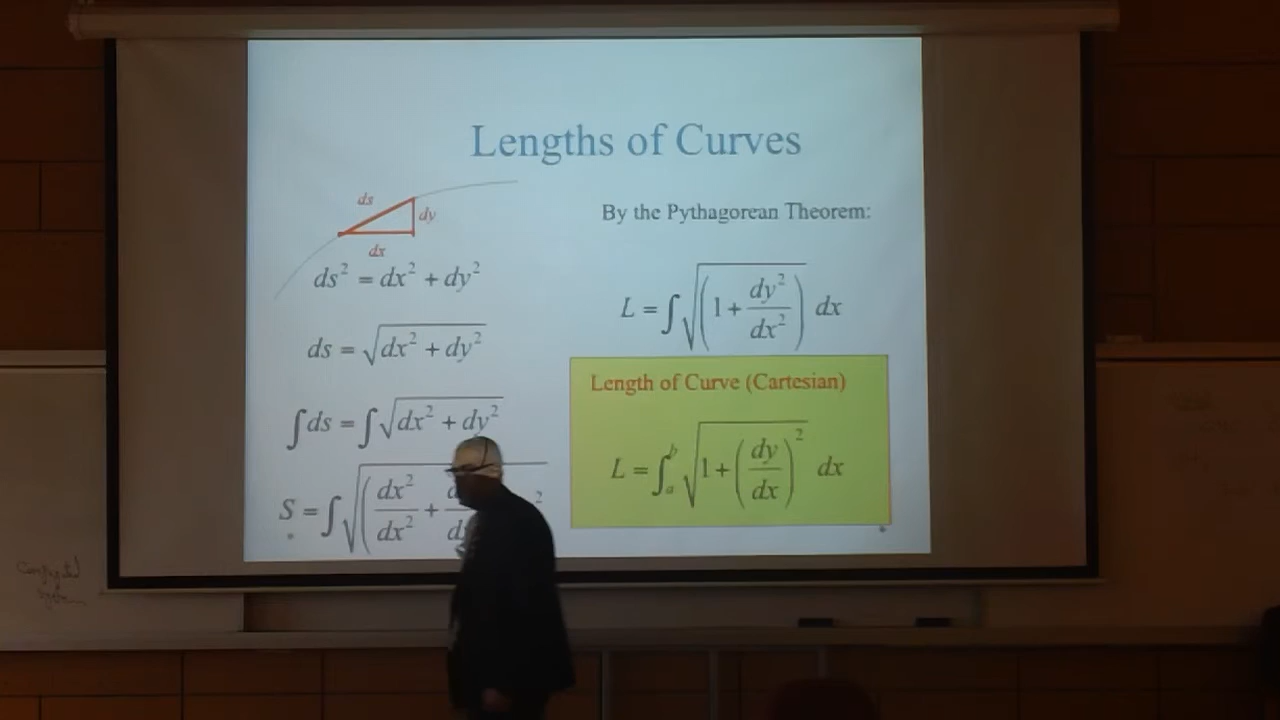 Lengths of Curves
ds
dy
dx
ds² = dx² + dy²
ds = √(dx² + dy²)
∫ds = ∫√(dx² + dy²)
S = ∫√(dx²/dx² +
By the Pythagorean Theorem:
L = ∫√(1 + dy²/dx²) dx
Length of Curve (Cartesian)
L = ∫ₐᵇ √(1 + (dy/dx)²) dx